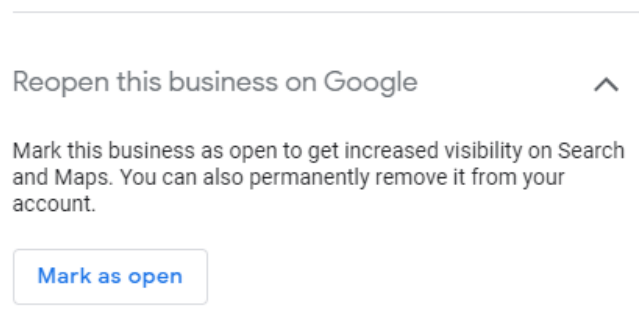 Reopen this business on Google
Mark this business as open to get increased visibility on Search
and Maps. You can also permanently remove it from your
account.
Mark as open